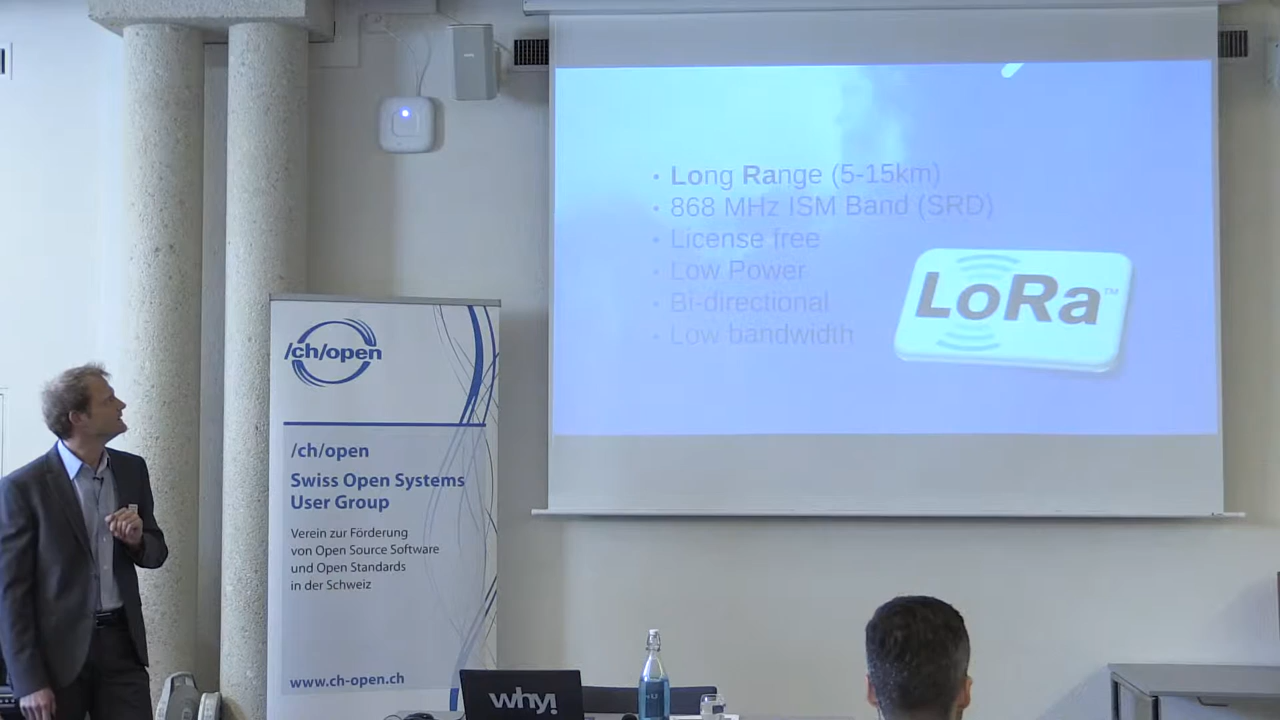 • Long Range (5-15km)
• 868 MHz ISM Band (SRD)
• License free
• Low Power
• Bi-directional
• Low bandwidth
LoRa™
/ch/open
/ch/open
Swiss Open Systems
User Group
Verein zur Förderung
von Open Source Software
und Open Standards
in der Schweiz
www.ch-open.ch
why!